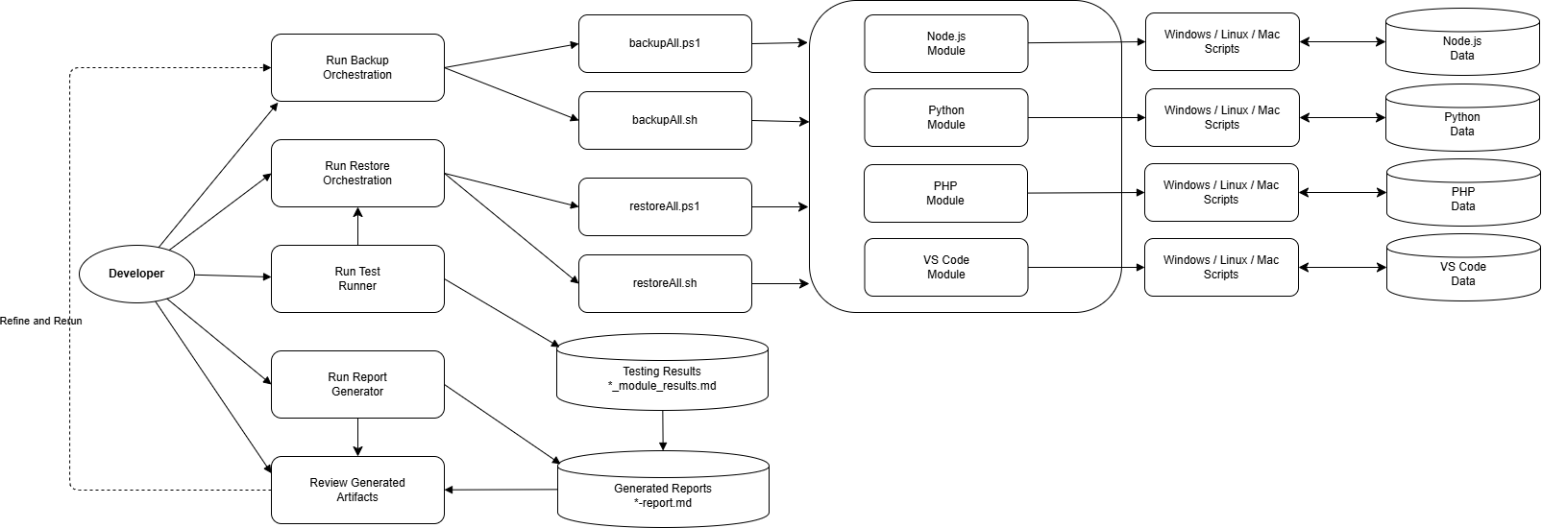 Run Backup
Orchestration
backupAll.ps1
Node.js
Module
Windows / Linux / Mac
Scripts
Node.js
Data
backupAll.sh
Python
Module
Windows / Linux / Mac
Scripts
Python
Data
Run Restore
Orchestration
restoreAll.ps1
PHP
Module
Windows / Linux / Mac
Scripts
PHP
Data
Developer
Run Test
Runner
restoreAll.sh
VS Code
Module
Windows / Linux / Mac
Scripts
VS Code
Data
Refine and Rerun
Run Report
Generator
Testing Results
*_module_results.md
Review Generated
Artifacts
Generated Reports
*-report.md